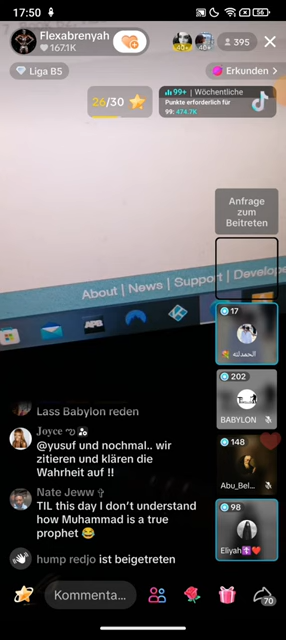 17:50
56
Flexabrenyah
167.1K
395
Liga B5
Erkunden >
26/30
99+ | Wöchentliche
Punkte erforderlich für
99: 474.7K
Anfrage
zum
Beitreten
About | News | Support | Develope
17
الحمدلله
202
BABYLON
148
Abu_Bel...
98
Eliyah✝️❤️
Lass Babylon reden
Joyce
@yusuf und nochmal.. wir
zitieren und klären die
Wahrheit auf !!
Nate Jeww ✞
TIL this day I don't understand
how Muhammad is a true
prophet 😂
hump redjo ist beigetreten
Kommenta...
70